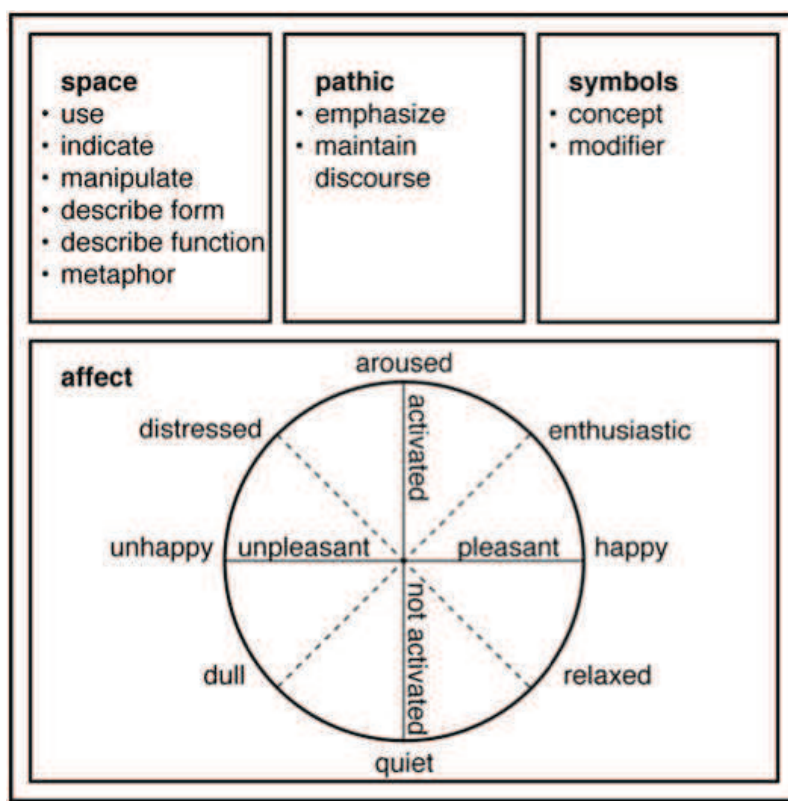 space
• use
• indicate
• manipulate
• describe form
• describe function
• metaphor
pathic
• emphasize
• maintain
discourse
symbols
• concept
• modifier
affect
aroused
distressed
enthusiastic
activated
unhappy
unpleasant
pleasant
happy
not activated
dull
relaxed
quiet